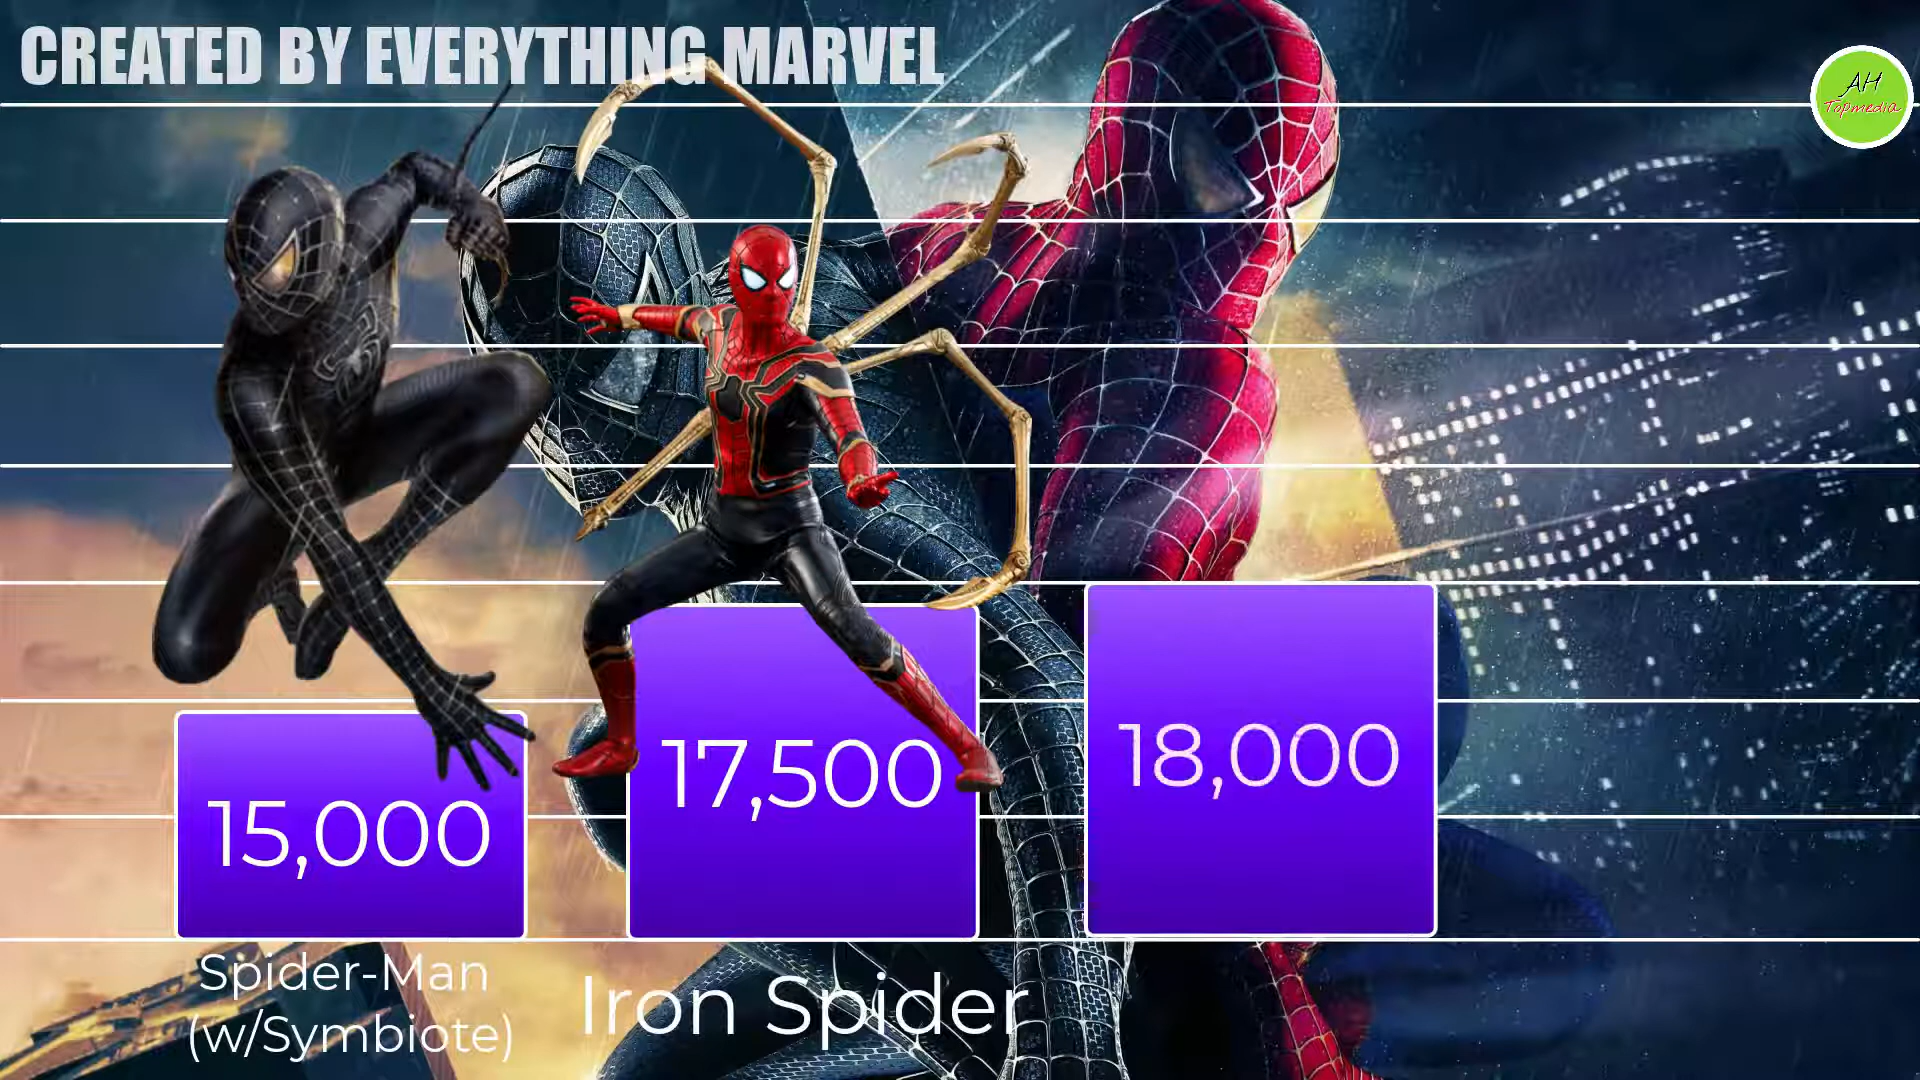 CREATED BY EVERYTHING MARVEL
AH
Topmedia
15,000
17,500
18,000
Spider-Man
(w/Symbiote)
Iron Spider